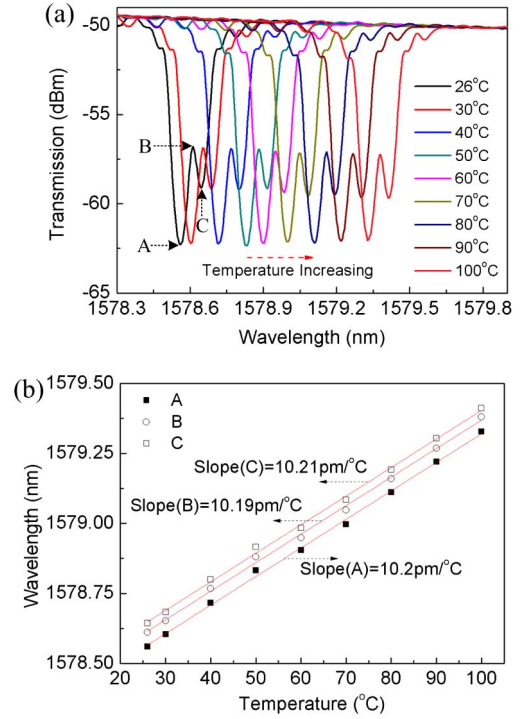 (a)
-50
-55
-60
-65
Transmission (dBm)
B
A
C
26°C
30°C
40°C
50°C
60°C
70°C
80°C
90°C
100°C
Temperature Increasing
1578.3 1578.6 1578.9 1579.2 1579.5 1579.8
Wavelength (nm)
(b)
1579.50
1579.25
1579.00
1578.75
1578.50
Wavelength (nm)
A
B
C
Slope(C)=10.21pm/°C
Slope(B)=10.19pm/°C
Slope(A)=10.2pm/°C
20 30 40 50 60 70 80 90 100
Temperature (°C)